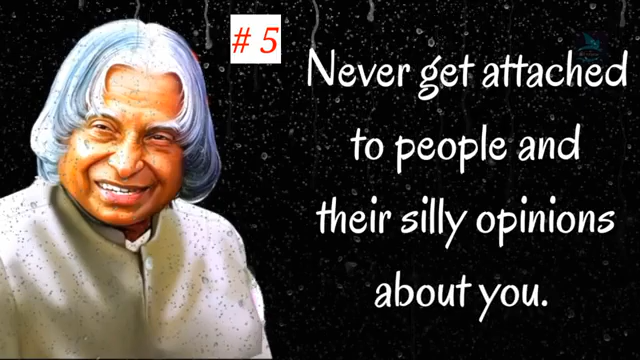 # 5
Never get attached
to people and
their silly opinions
about you.